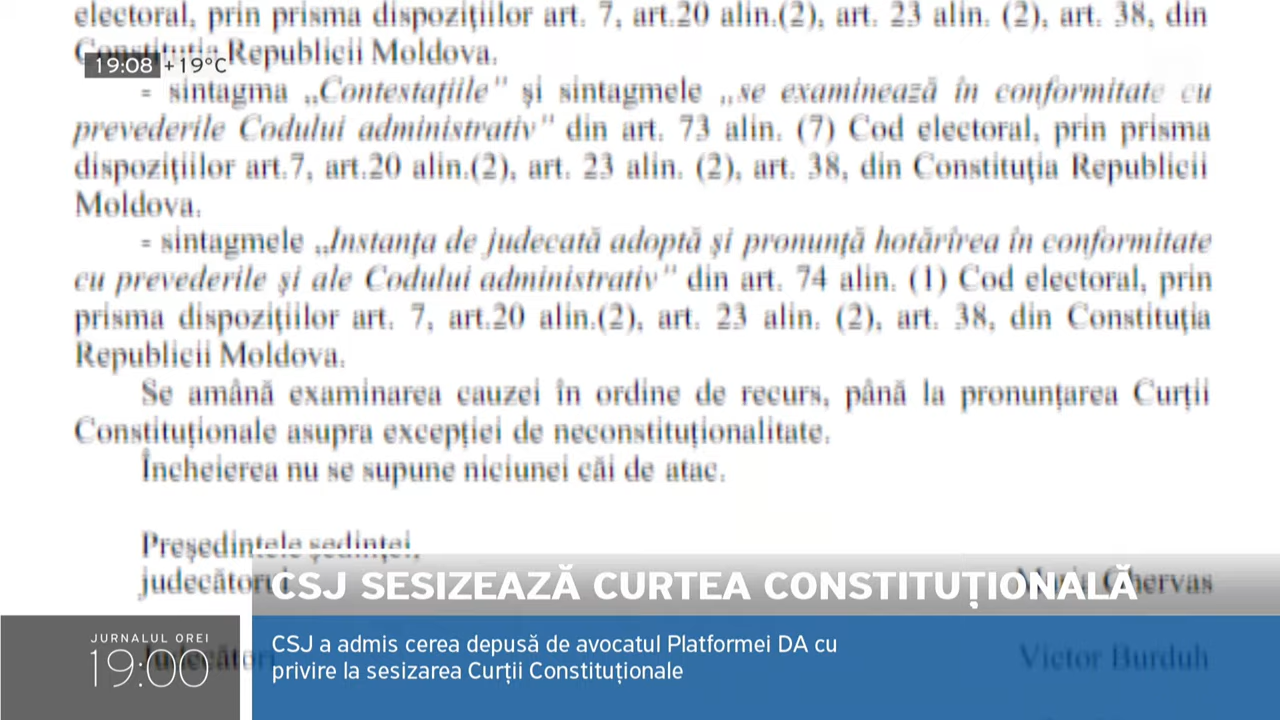 electoral, prin prisma dispozițiilor art. 7, art.20 alin.(2), art. 23 alin. (2), art. 38, din
Constituția Republicii Moldova.
19:08 +19°C
= sintagma „Contestațiile" și sintagmele „se examinează în conformitate cu
prevederile Codului administrativ" din art. 73 alin. (7) Cod electoral, prin prisma
dispozițiilor art.7, art.20 alin.(2), art. 23 alin. (2), art. 38, din Constituția Republicii
Moldova.
= sintagmele „Instanța de judecată adoptă și pronunță hotărîrea în conformitate
cu prevederile și ale Codului administrativ" din art. 74 alin. (1) Cod electoral, prin
prisma dispozițiilor art. 7, art.20 alin.(2), art. 23 alin. (2), art. 38, din Constituția
Republicii Moldova.
Se amână examinarea cauzei în ordine de recurs, până la pronunțarea Curții
Constituționale asupra excepției de neconstituționalitate.
Încheierea nu se supune niciunei căi de atac.
Președintele ședinței,
judecătorul Maria Ghervas
CSJ SESIZEAZĂ CURTEA CONSTITUȚIONALĂ
Judecători Victor Burduh
JURNALUL OREI
19:00
CSJ a admis cerea depusă de avocatul Platformei DA cu
privire la sesizarea Curții Constituționale